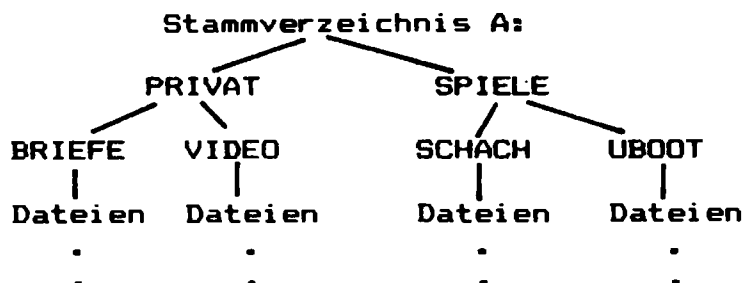 Stammverzeichnis A:
PRIVAT SPIELE
BRIEFE VIDEO SCHACH UBOOT
Dateien Dateien Dateien Dateien
. . . .
. . . .